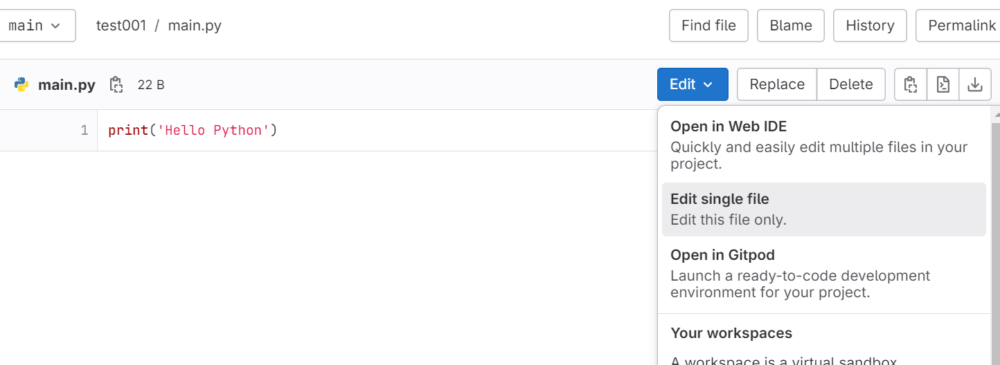 main
test001 / main.py
Find file
Blame
History
Permalink
main.py
22 B
Edit
Replace
Delete
1
print('Hello Python')
Open in Web IDE
Quickly and easily edit multiple files in your
project.
Edit single file
Edit this file only.
Open in Gitpod
Launch a ready-to-code development
environment for your project.
Your workspaces
A workspace is a virtual sandbox